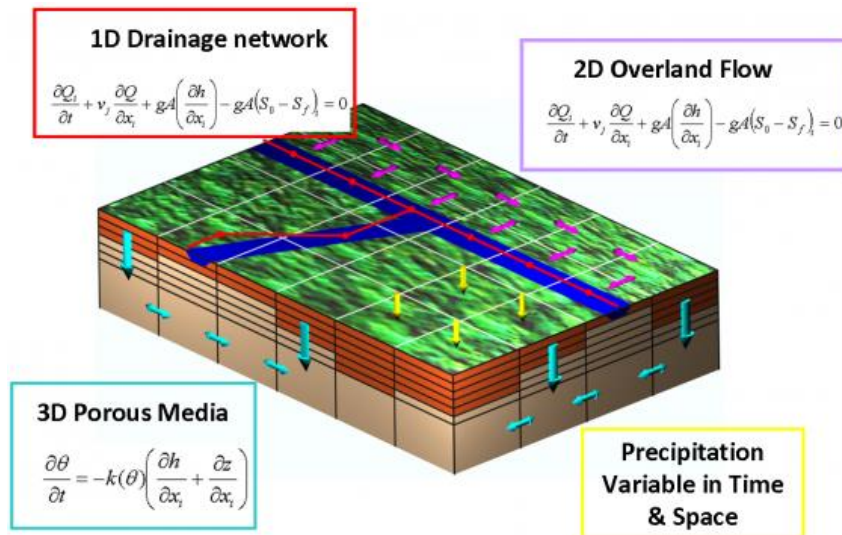 1D Drainage network
∂Q_i/∂t + v_j ∂Q/∂x_i + gA(∂h/∂x_i) − gA(S_0 − S_f)_i = 0
2D Overland Flow
∂Q_i/∂t + v_j ∂Q/∂x_i + gA(∂h/∂x_i) − gA(S_0 − S_f)_i = 0
3D Porous Media
∂θ/∂t = −k(θ)(∂h/∂x_i + ∂z/∂x_i)
Precipitation
Variable in Time
& Space